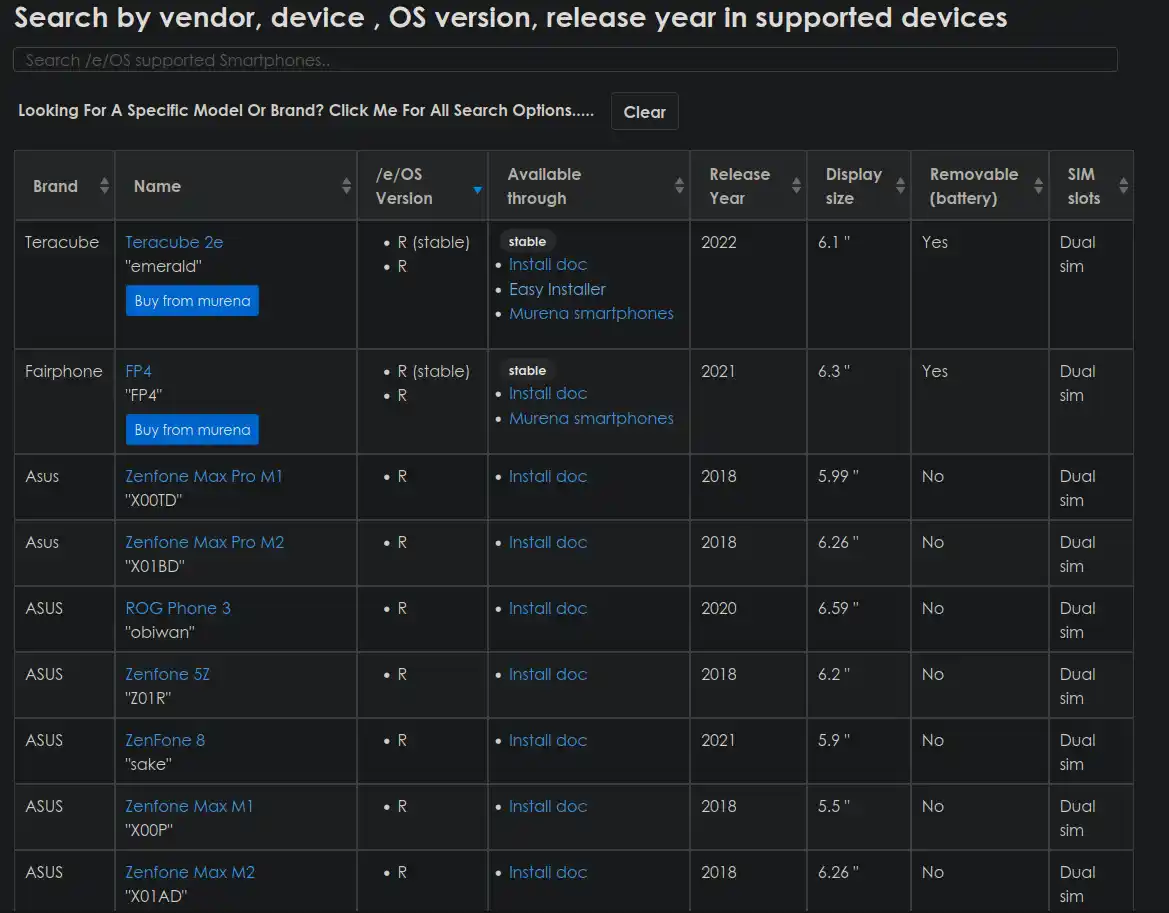 Search by vendor, device , OS version, release year in supported devices
Search /e/OS supported Smartphones..
Looking For A Specific Model Or Brand? Click Me For All Search Options..... Clear
Brand Name /e/OS Version Available through Release Year Display size Removable (battery) SIM slots
Teracube Teracube 2e R (stable) stable 2022 6.1 " Yes Dual sim
"emerald" R Install doc
Buy from murena Easy Installer
Murena smartphones
Fairphone FP4 R (stable) stable 2021 6.3 " Yes Dual sim
"FP4" R Install doc
Buy from murena Murena smartphones
Asus Zenfone Max Pro M1 R Install doc 2018 5.99 " No Dual
"X00TD" sim
Asus Zenfone Max Pro M2 R Install doc 2018 6.26 " No Dual
"X01BD" sim
ASUS ROG Phone 3 R Install doc 2020 6.59 " No Dual
"obiwan" sim
ASUS Zenfone 5Z R Install doc 2018 6.2 " No Dual
"Z01R" sim
ASUS ZenFone 8 R Install doc 2021 5.9 " No Dual
"sake" sim
ASUS Zenfone Max M1 R Install doc 2018 5.5 " No Dual
"X00P" sim
ASUS Zenfone Max M2 R Install doc 2018 6.26 " No Dual
"X01AD" sim